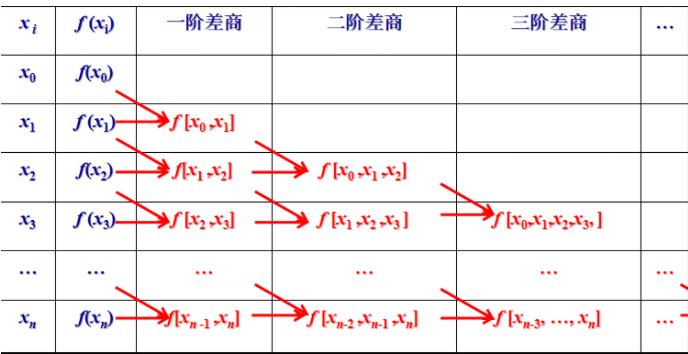 x_i f(x_i) 一阶差商 二阶差商 三阶差商 …
x_0 f(x_0)
x_1 f(x_1) f[x_0,x_1]
x_2 f(x_2) f[x_1,x_2] f[x_0,x_1,x_2]
x_3 f(x_3) f[x_2,x_3] f[x_1,x_2,x_3] f[x_0,x_1,x_2,x_3,]
… … … … … …
x_n f(x_n) f[x_{n-1},x_n] f[x_{n-2},x_{n-1},x_n] f[x_{n-3}, …, x_n] …